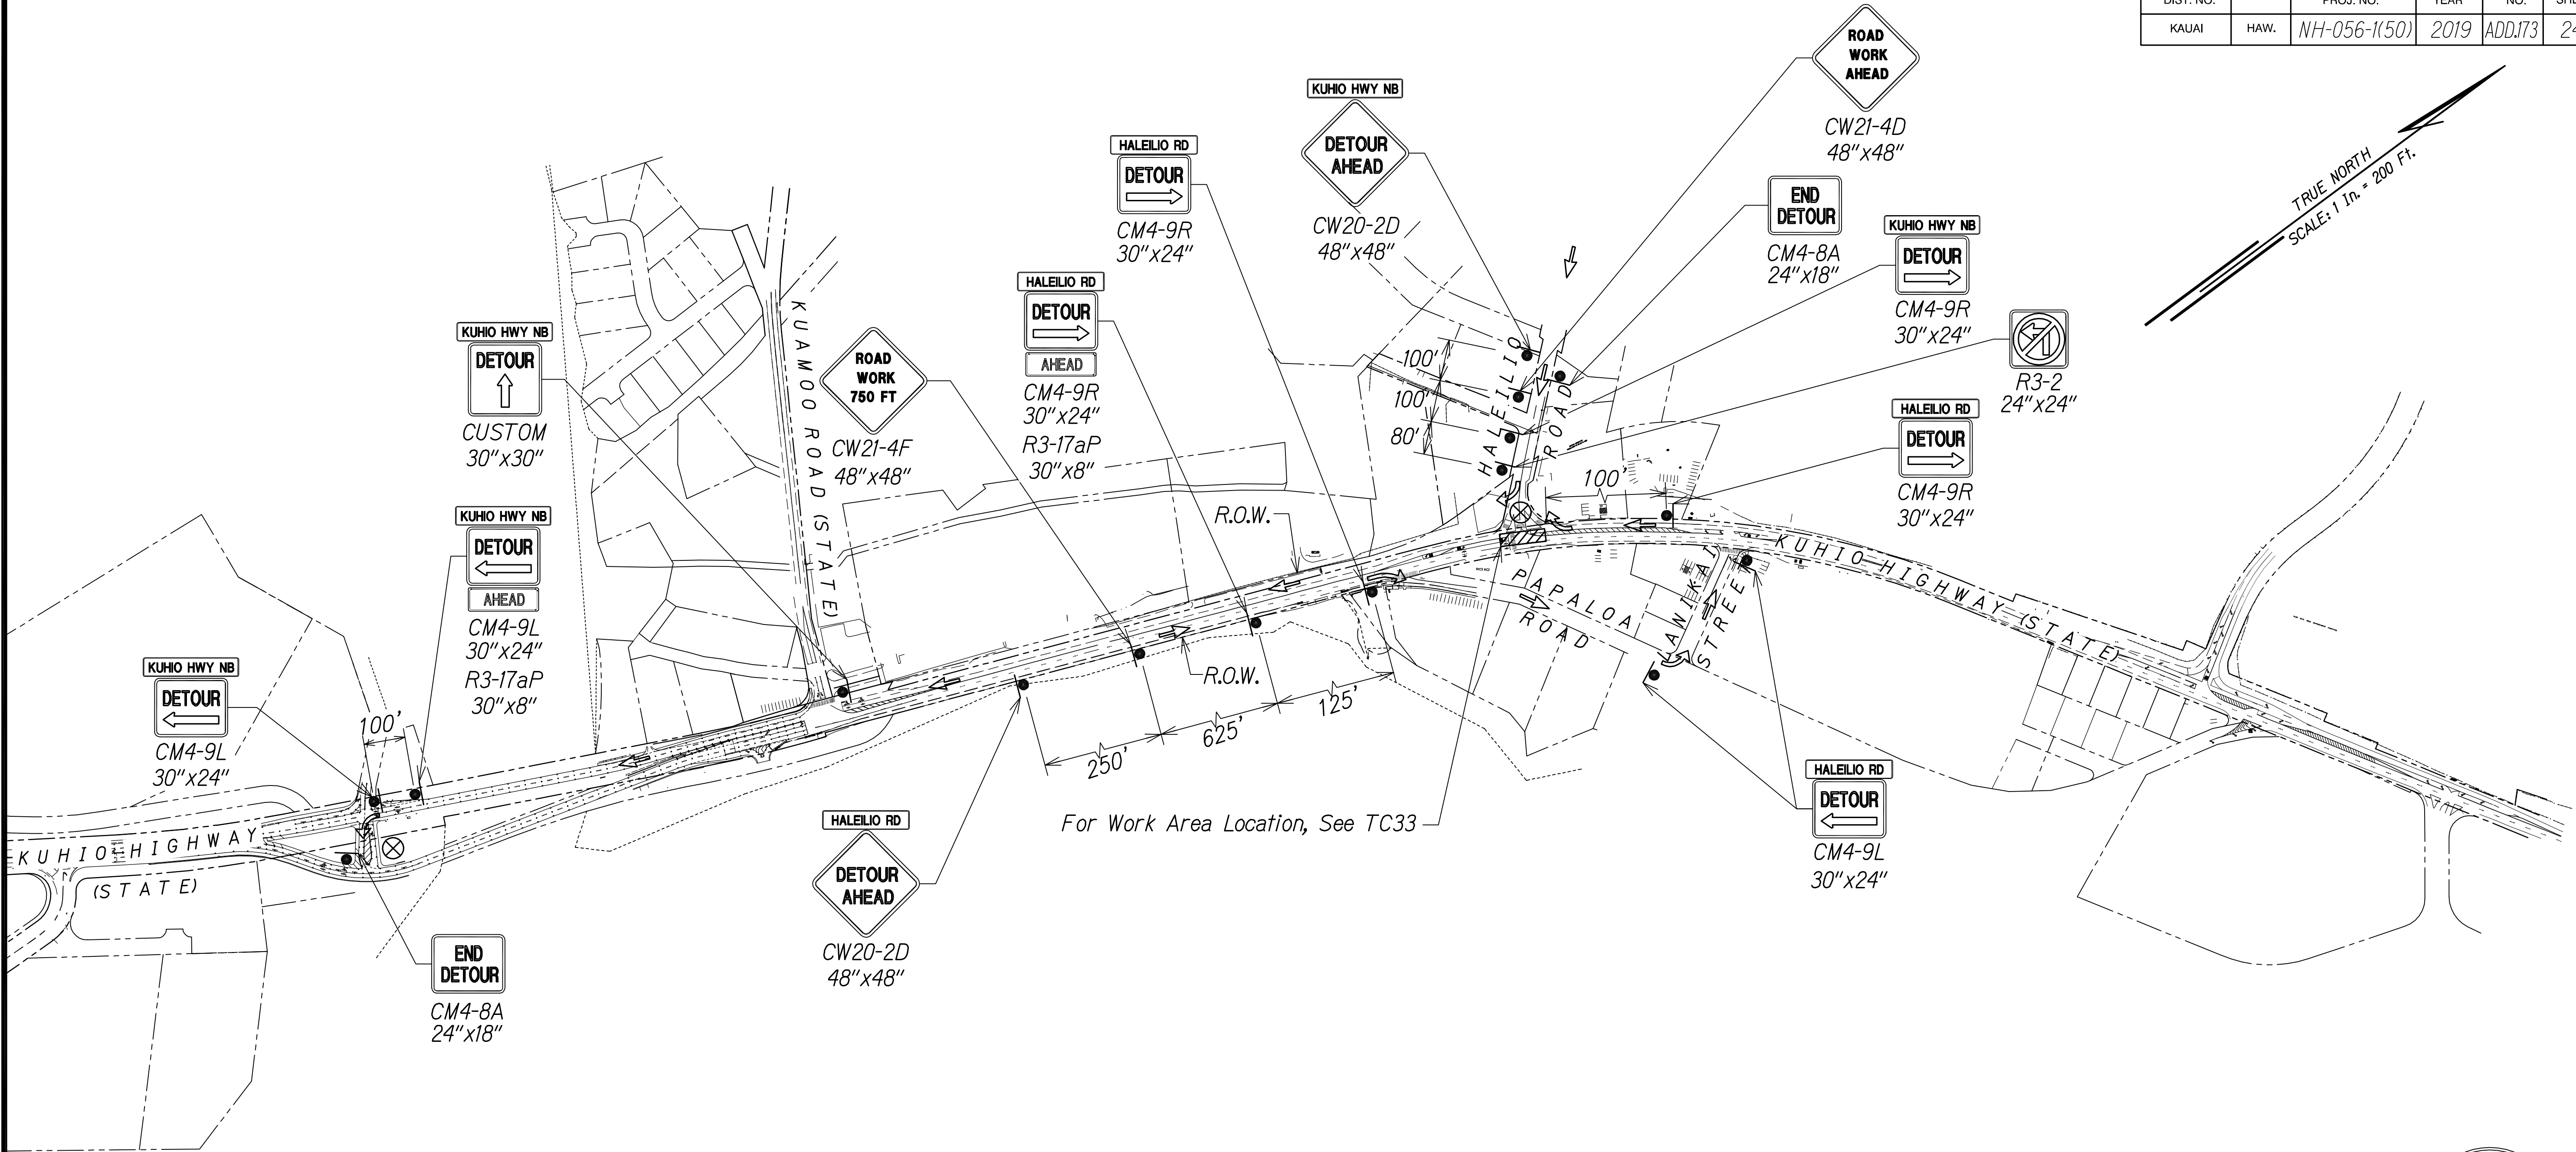 DIST. NO.
PROJ. NO.
YEAR
NO.
KAUAI
HAW.
NH-056-1(50)
2019
ADD.173
TRUE NORTH
SCALE: 1 In. = 200 Ft.
ROAD
WORK
AHEAD
CW21-4D
48"x48"
KUHIO HWY NB
DETOUR
AHEAD
CW20-2D
48"x48"
HALEILIO RD
DETOUR
CM4-9R
30"x24"
END
DETOUR
CM4-8A
24"x18"
KUHIO HWY NB
DETOUR
CM4-9R
30"x24"
R3-2
24"x24"
HALEILIO RD
DETOUR
CM4-9R
30"x24"
HALEILIO RD
DETOUR
AHEAD
CM4-9R
30"x24"
R3-17aP
30"x8"
ROAD
WORK
750 FT
CW21-4F
48"x48"
KUHIO HWY NB
DETOUR
CUSTOM
30"x30"
KUHIO HWY NB
DETOUR
AHEAD
CM4-9L
30"x24"
R3-17aP
30"x8"
KUHIO HWY NB
DETOUR
CM4-9L
30"x24"
100'
KUAMOO ROAD (STATE)
100'
100'
80'
HALEILIO
ROAD
100'
R.O.W.
R.O.W.
PAPALOA
ROAD
LANIKAI
STREET
KUHIO HIGHWAY (STATE)
250'
625'
125'
For Work Area Location, See TC33
HALEILIO RD
DETOUR
CM4-9L
30"x24"
HALEILIO RD
DETOUR
AHEAD
CW20-2D
48"x48"
KUHIO HIGHWAY
(STATE)
END
DETOUR
CM4-8A
24"x18"